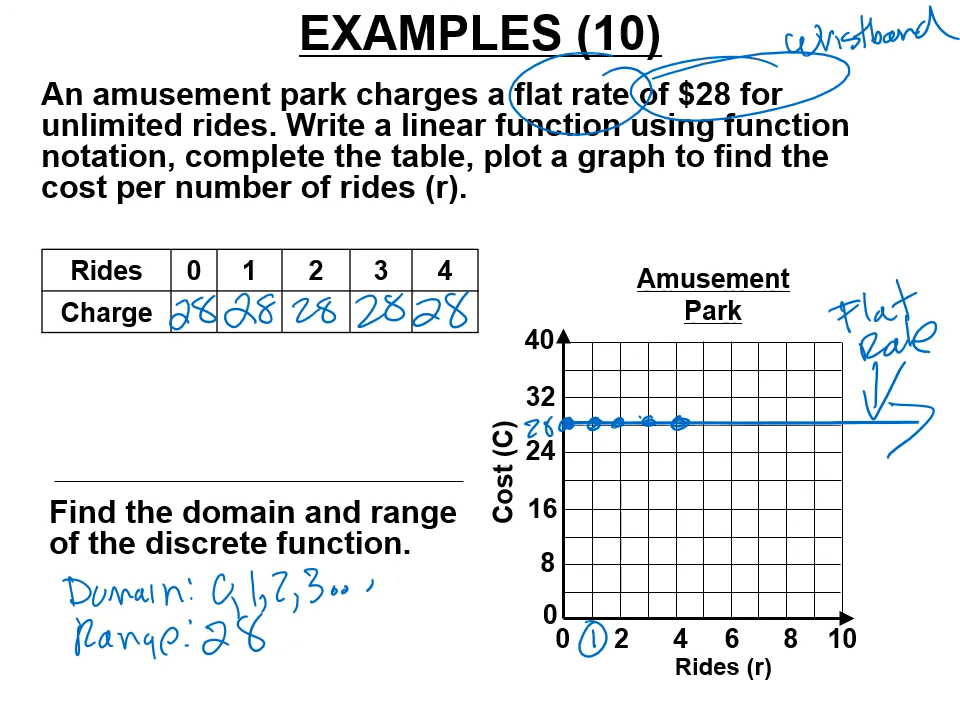 EXAMPLES (10)
wristband
An amusement park charges a flat rate of $28 for
unlimited rides. Write a linear function using function
notation, complete the table, plot a graph to find the
cost per number of rides (r).
Rides 0 1 2 3 4
Charge 28 28 28 28 28
Amusement
Park
Flat
Rate
40
32
28
24
16
8
0
Cost (C)
0 1 2 4 6 8 10
Rides (r)
Find the domain and range
of the discrete function.
Domain: 0, 1, 2, 3...
Range: 28